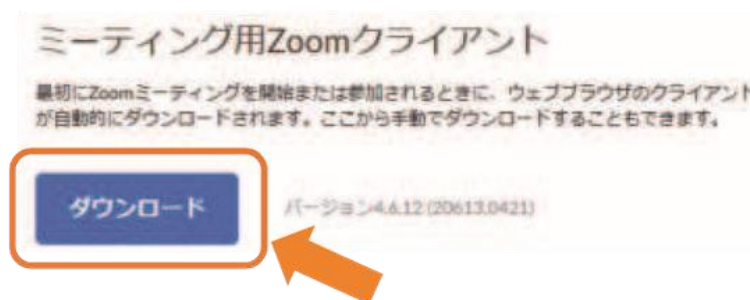 ミーティング用Zoomクライアント
最初にZoomミーティングを開始または参加されるときに、ウェブブラウザのクライアント
が自動的にダウンロードされます。ここから手動でダウンロードすることもできます。
ダウンロード バージョン4.6.12 (20613.0421)